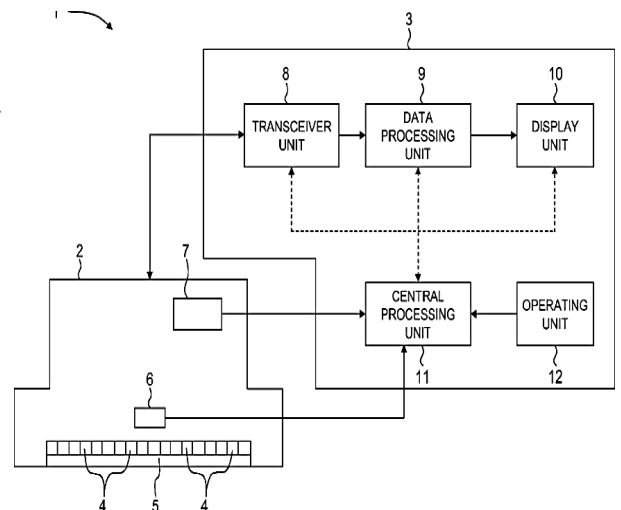 1
3
8
9
10
TRANSCEIVER
UNIT
DATA
PROCESSING
UNIT
DISPLAY
UNIT
2
7
CENTRAL
PROCESSING
UNIT
OPERATING
UNIT
6
11
12
4
5
4